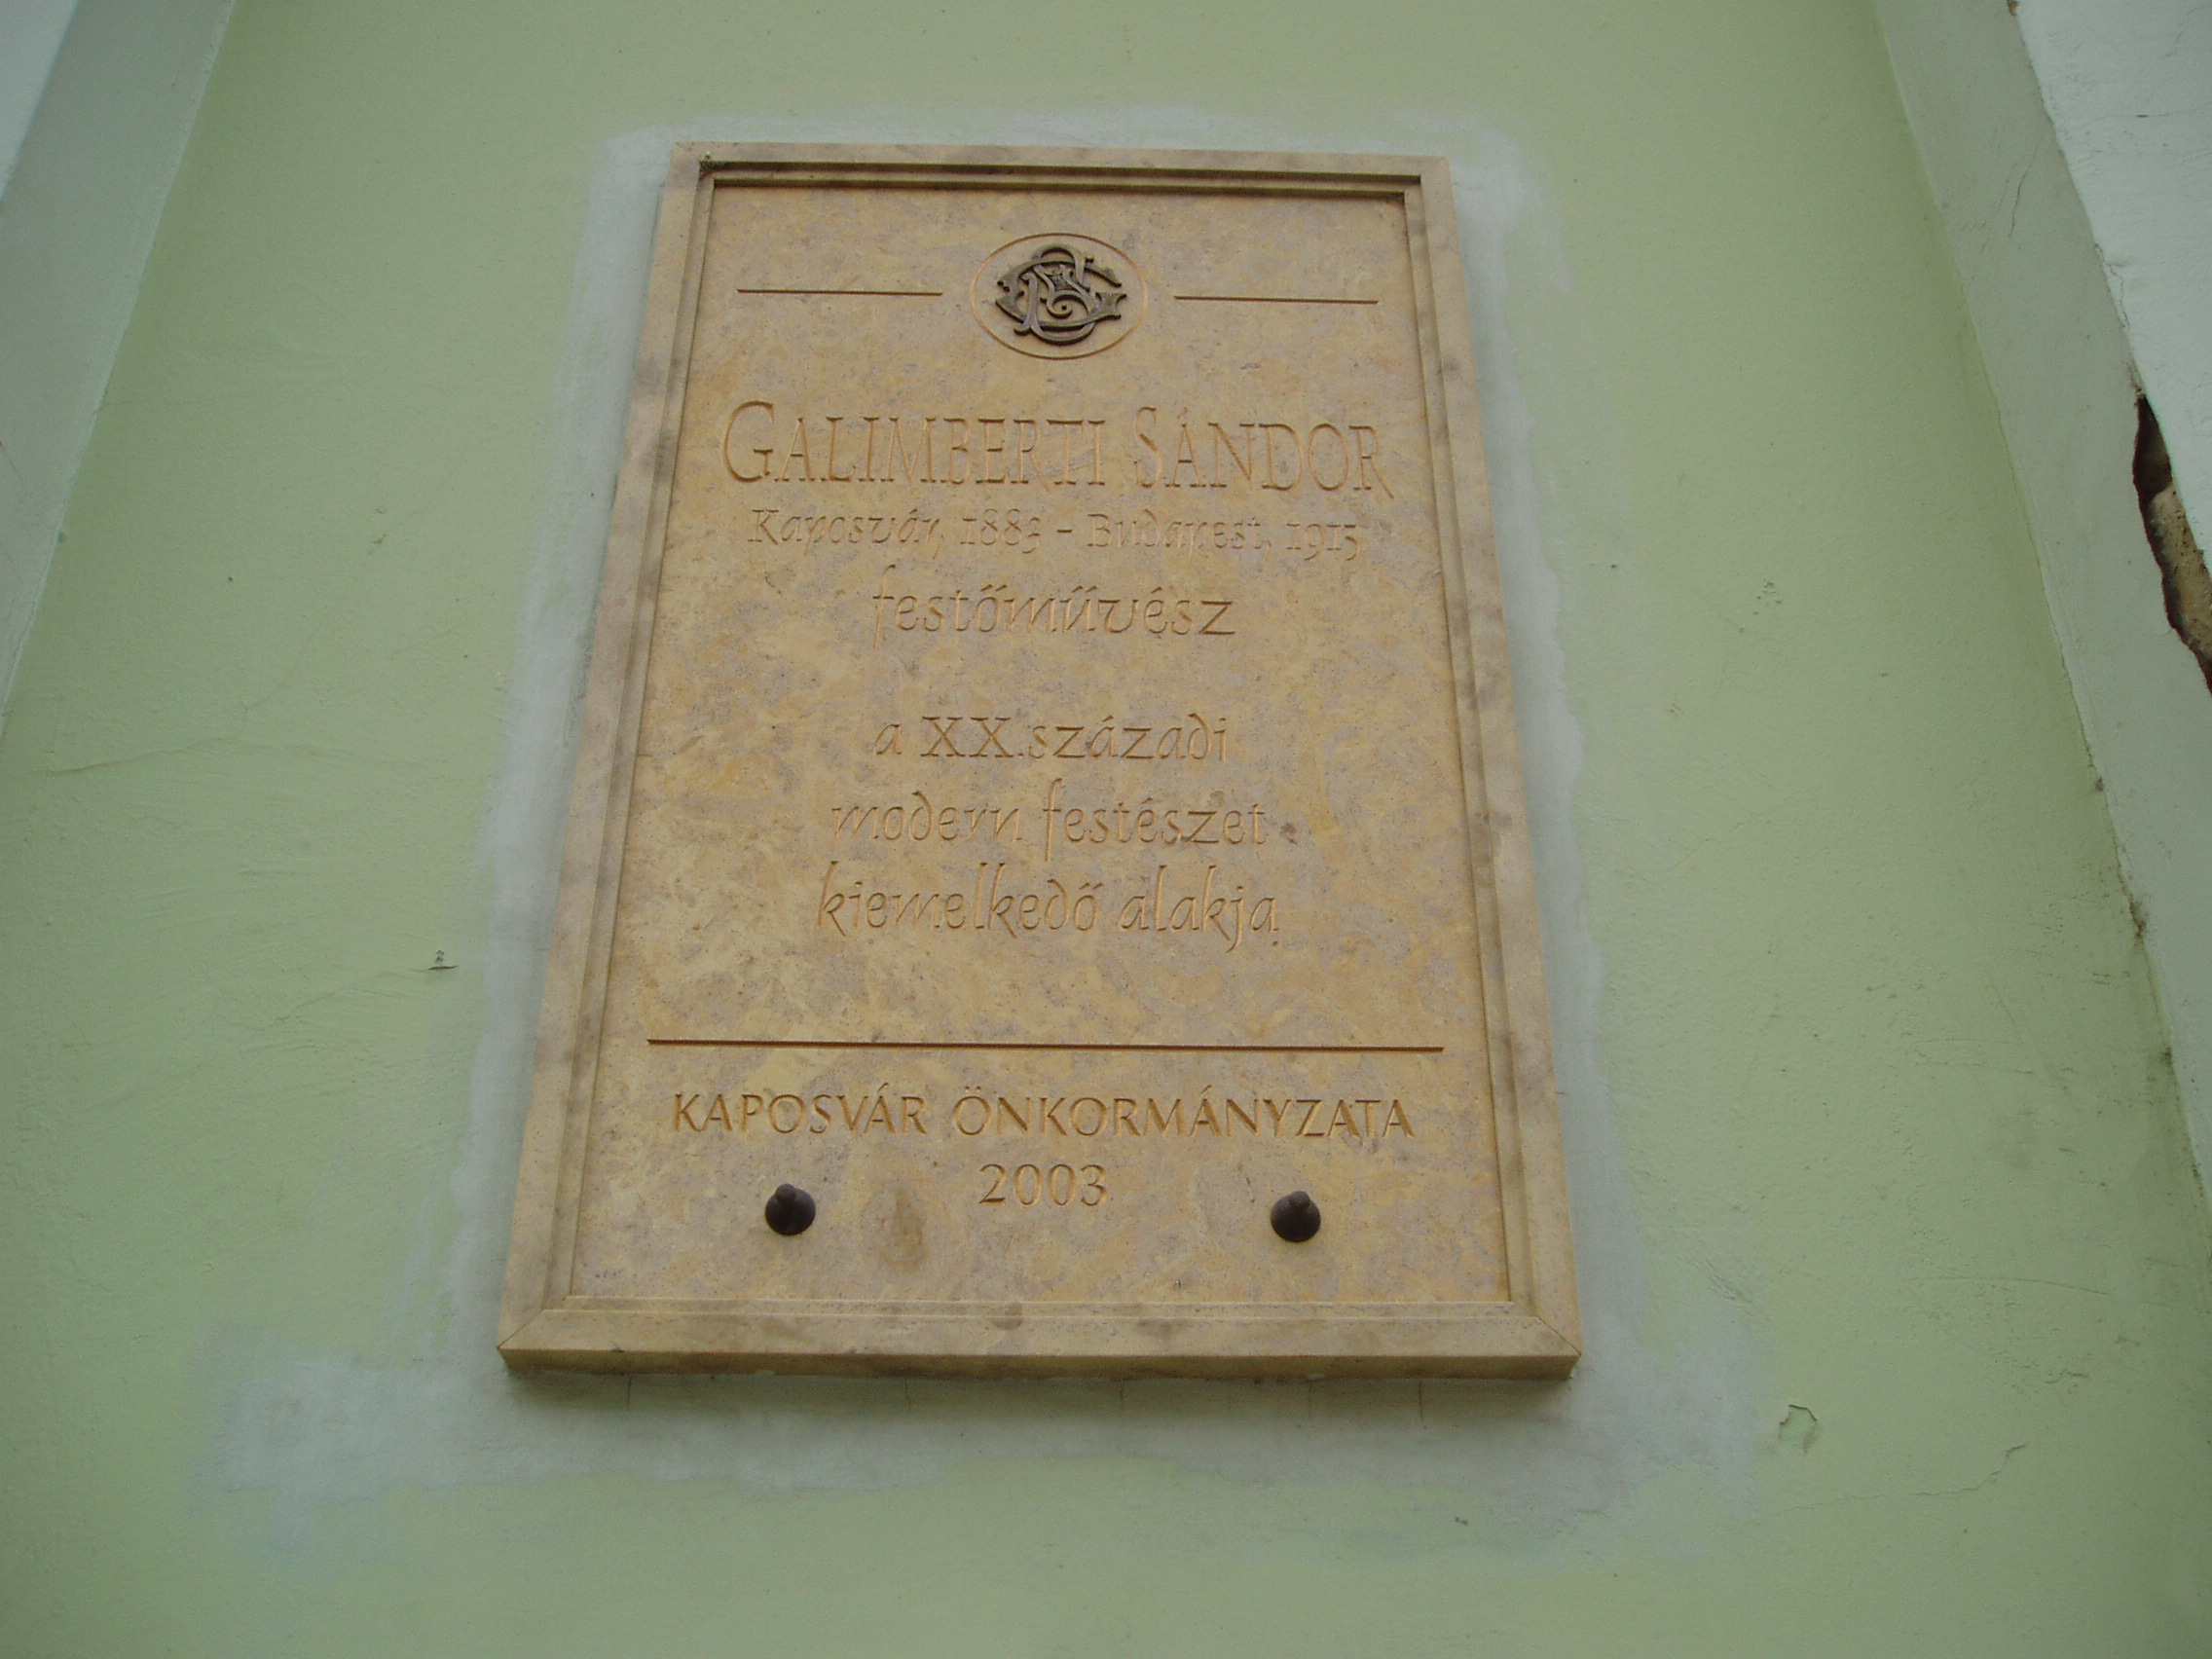 GALIMBERTI SÁNDOR
Kaposvár, 1883 - Budapest, 1915
festőművész
a XX. századi
modern festészet
kiemelkedő alakja
KAPOSVÁR ÖNKORMÁNYZATA
2003